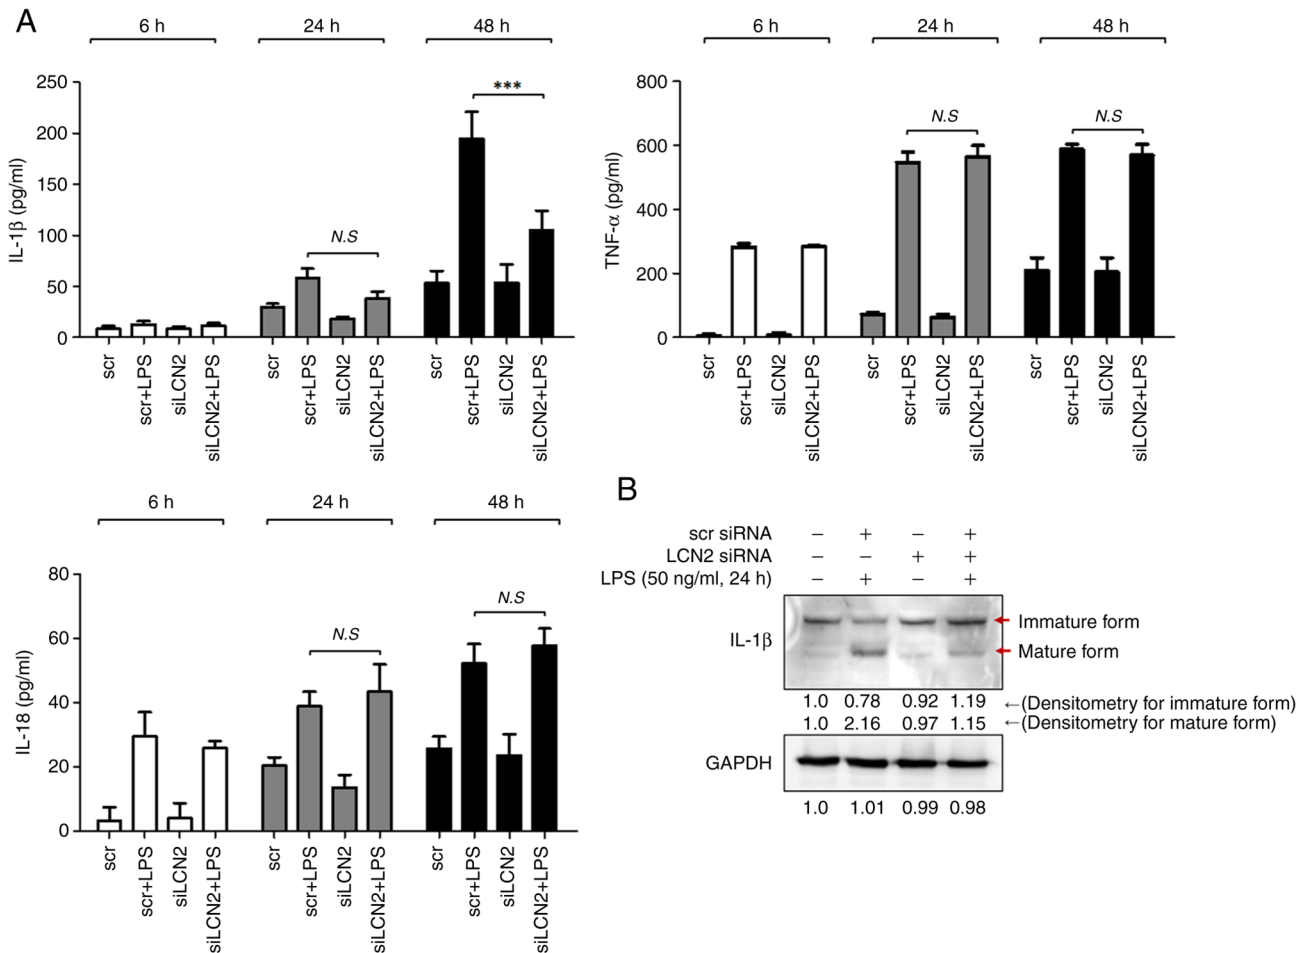 A
6 h 24 h 48 h
IL-1β (pg/ml)
250
200
150
100
50
0
N.S
***
scr scr+LPS siLCN2 siLCN2+LPS scr scr+LPS siLCN2 siLCN2+LPS scr scr+LPS siLCN2 siLCN2+LPS
6 h 24 h 48 h
TNF-α (pg/ml)
800
600
400
200
0
N.S N.S
scr scr+LPS siLCN2 siLCN2+LPS scr scr+LPS siLCN2 siLCN2+LPS scr scr+LPS siLCN2 siLCN2+LPS
6 h 24 h 48 h
IL-18 (pg/ml)
80
60
40
20
0
N.S N.S
scr scr+LPS siLCN2 siLCN2+LPS scr scr+LPS siLCN2 siLCN2+LPS scr scr+LPS siLCN2 siLCN2+LPS
B
scr siRNA − + − +
LCN2 siRNA − − + +
LPS (50 ng/ml, 24 h) − + − +
IL-1β
Immature form
Mature form
1.0 0.78 0.92 1.19 ←(Densitometry for immature form)
1.0 2.16 0.97 1.15 ←(Densitometry for mature form)
GAPDH
1.0 1.01 0.99 0.98